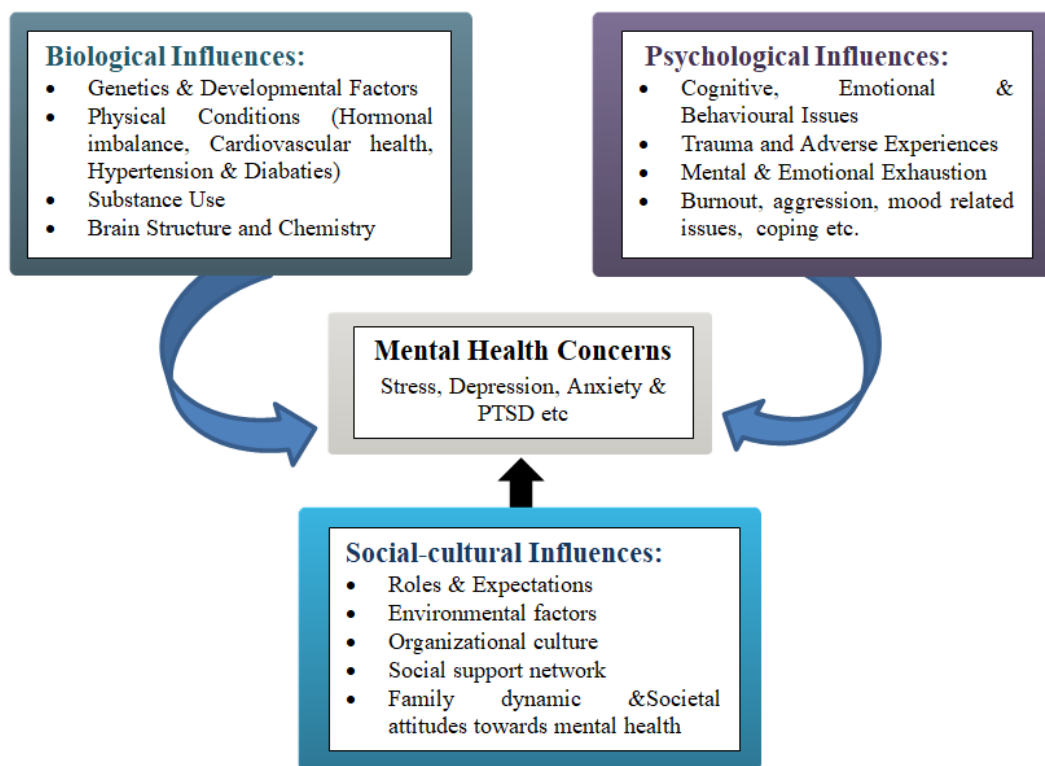 Biological Influences:
• Genetics & Developmental Factors
• Physical Conditions (Hormonal
imbalance, Cardiovascular health,
Hypertension & Diabaties)
• Substance Use
• Brain Structure and Chemistry
Psychological Influences:
• Cognitive, Emotional &
Behavioural Issues
• Trauma and Adverse Experiences
• Mental & Emotional Exhaustion
• Burnout, aggression, mood related
issues, coping etc.
Mental Health Concerns
Stress, Depression, Anxiety &
PTSD etc
Social-cultural Influences:
• Roles & Expectations
• Environmental factors
• Organizational culture
• Social support network
• Family dynamic &Societal
attitudes towards mental health